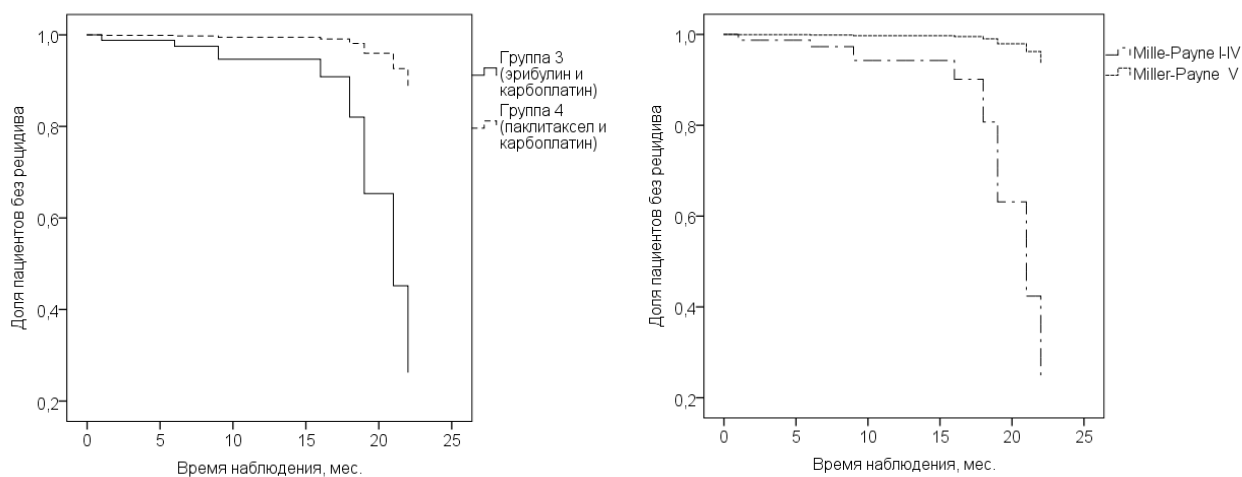 Доля пациентов без рецидива
1,0
0,8
0,6
0,4
0,2
0 5 10 15 20 25
Время наблюдения, мес.
Группа 3
(эрибулин и
карбоплатин)
Группа 4
(паклитаксел и
карбоплатин)
Доля пациентов без рецидива
1,0
0,8
0,6
0,4
0,2
0 5 10 15 20 25
Время наблюдения, мес.
Mille-Payne I-IV
Miller-Payne V